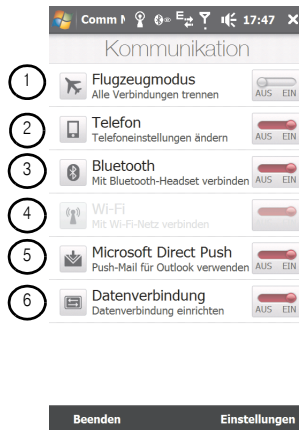 Comm 17:47
Kommunikation
1 Flugzeugmodus
Alle Verbindungen trennen
AUS EIN
2 Telefon
Telefoneinstellungen ändern
AUS EIN
3 Bluetooth
Mit Bluetooth-Headset verbinden
AUS EIN
4 Wi-Fi
Mit Wi-Fi-Netz verbinden
5 Microsoft Direct Push
Push-Mail für Outlook verwenden
AUS EIN
6 Datenverbindung
Datenverbindung einrichten
AUS EIN
Beenden Einstellungen